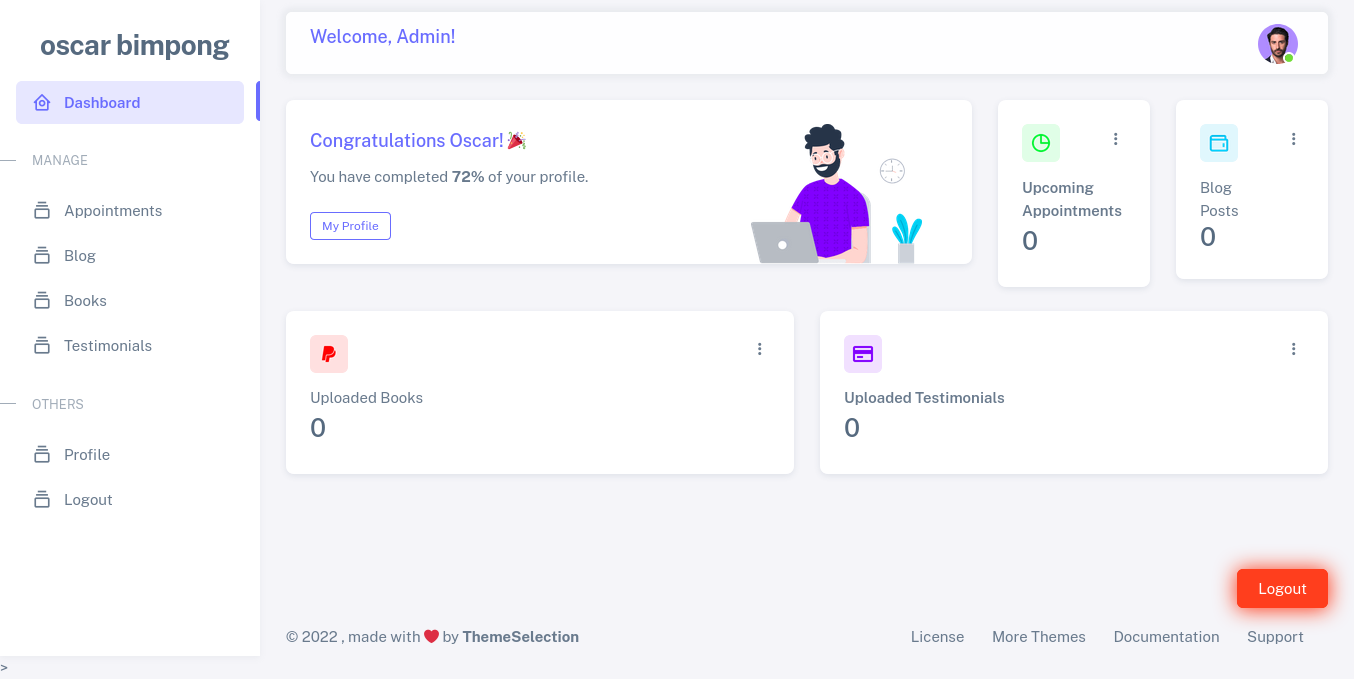 oscar bimpong
Dashboard
MANAGE
Appointments
Blog
Books
Testimonials
OTHERS
Profile
Logout
>
Welcome, Admin!
Congratulations Oscar! 🎉
You have completed 72% of your profile.
My Profile
Upcoming
Appointments
0
Blog
Posts
0
Uploaded Books
0
Uploaded Testimonials
0
Logout
© 2022 , made with ❤️ by ThemeSelection
License More Themes Documentation Support